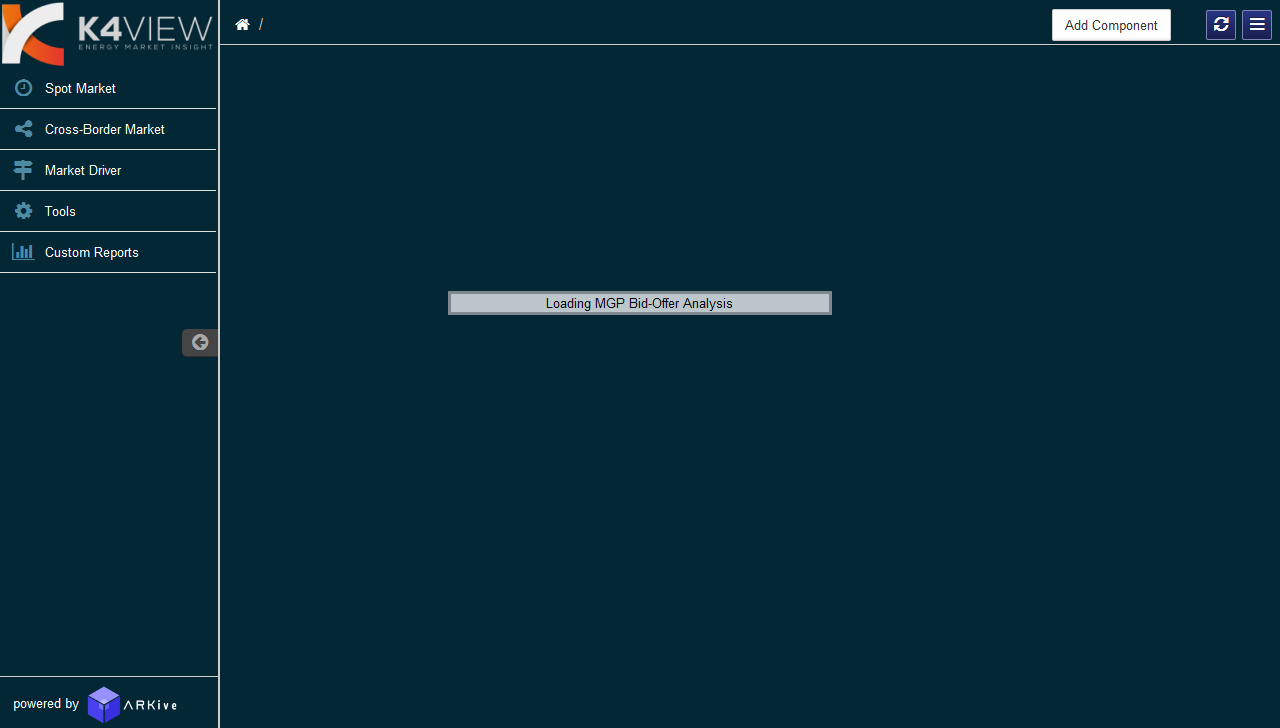 K4VIEW
ENERGY MARKET INSIGHT
/
Add Component
Spot Market
Cross-Border Market
Market Driver
Tools
Custom Reports
Loading MGP Bid-Offer Analysis
powered by ARKive